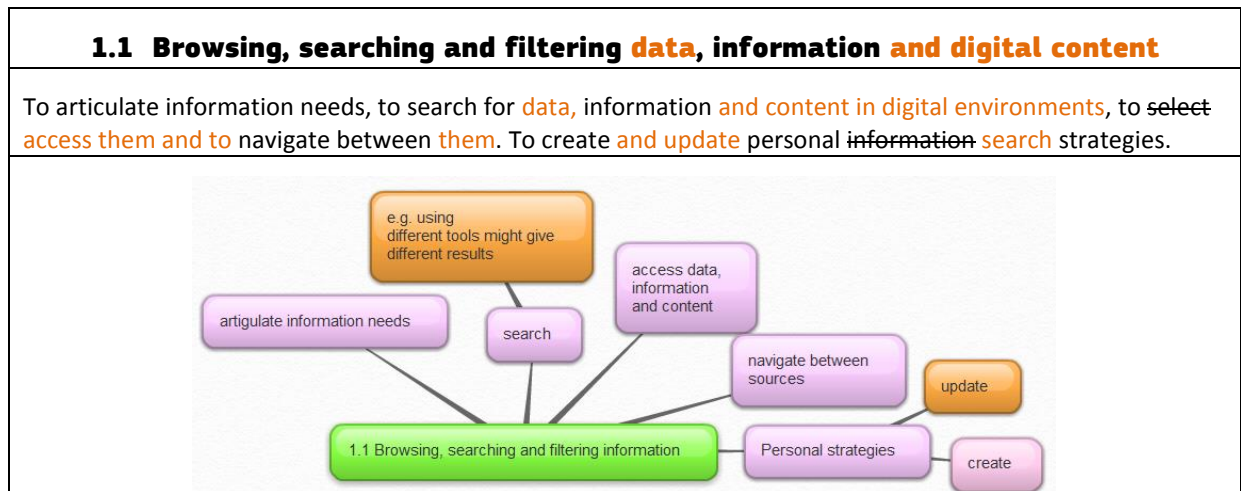 1.1 Browsing, searching and filtering data, information and digital content
To articulate information needs, to search for data, information and content in digital environments, to select
access them and to navigate between them. To create and update personal information search strategies.
e.g. using
different tools might give
different results
access data,
information
and content
artigulate information needs
search
navigate between
sources
update
1.1 Browsing, searching and filtering information
Personal strategies
create